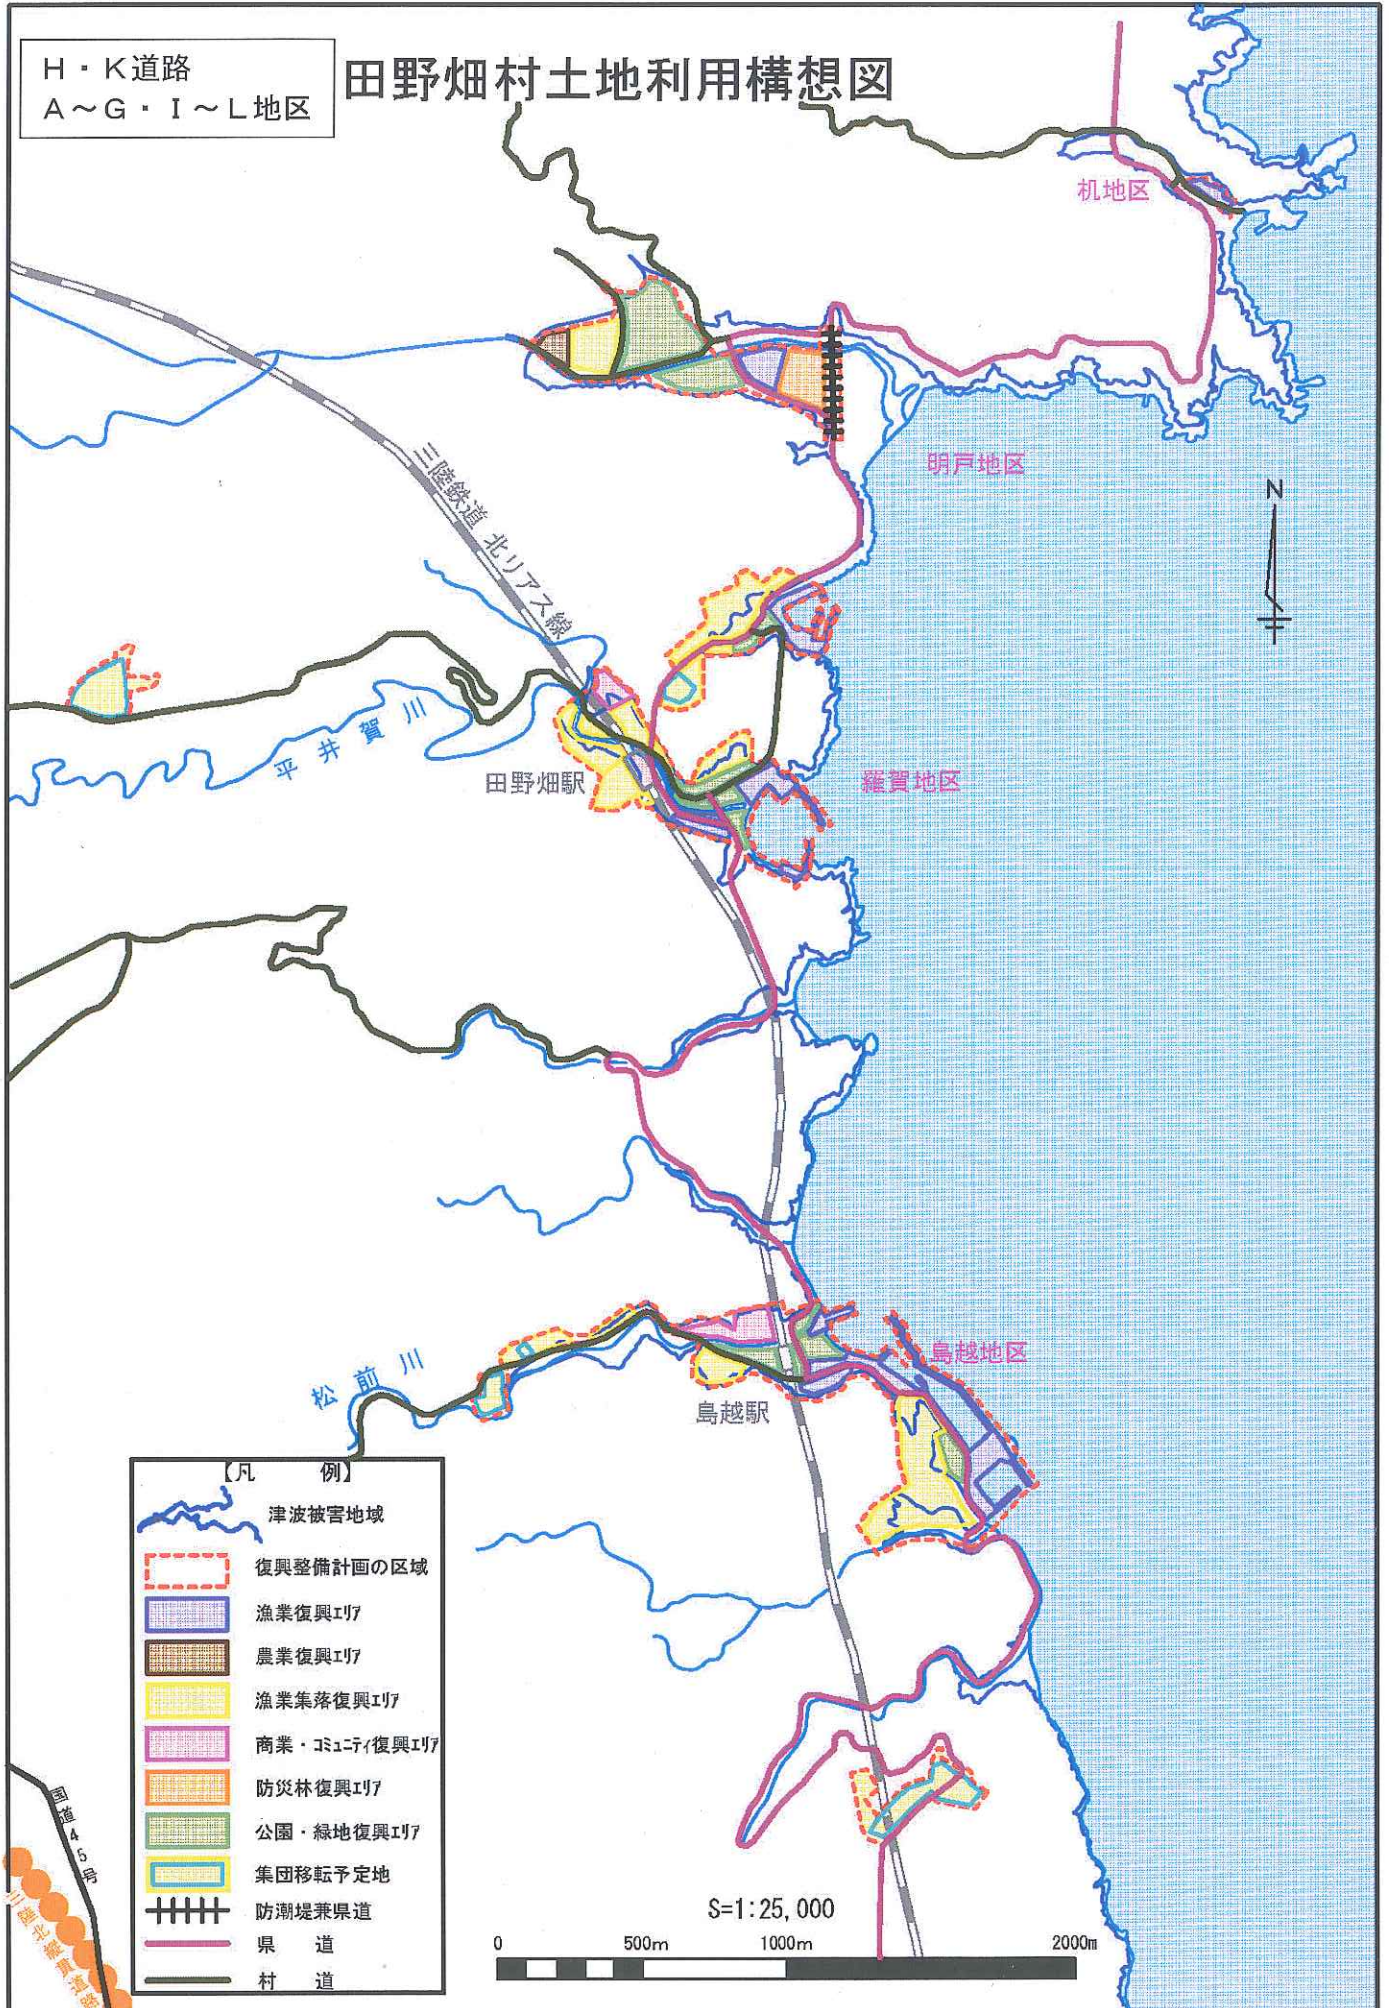 H・K道路
A～G・I～L地区
田野畑村土地利用構想図
机地区
明戸地区
N
三陸鉄道 北リアス線
平井賀川
田野畑駅
羅賀地区
松前川
島越地区
島越駅
【凡　例】
津波被害地域
復興整備計画の区域
漁業復興ｴﾘｱ
農業復興ｴﾘｱ
漁業集落復興ｴﾘｱ
商業・ｺﾐｭﾆﾃｨ復興ｴﾘｱ
防災林復興ｴﾘｱ
公園・緑地復興ｴﾘｱ
集団移転予定地
防潮堤兼県道
県　道
村　道
国道45号
三陸北縦貫道路
S=1:25,000
0 500m 1000m 2000m